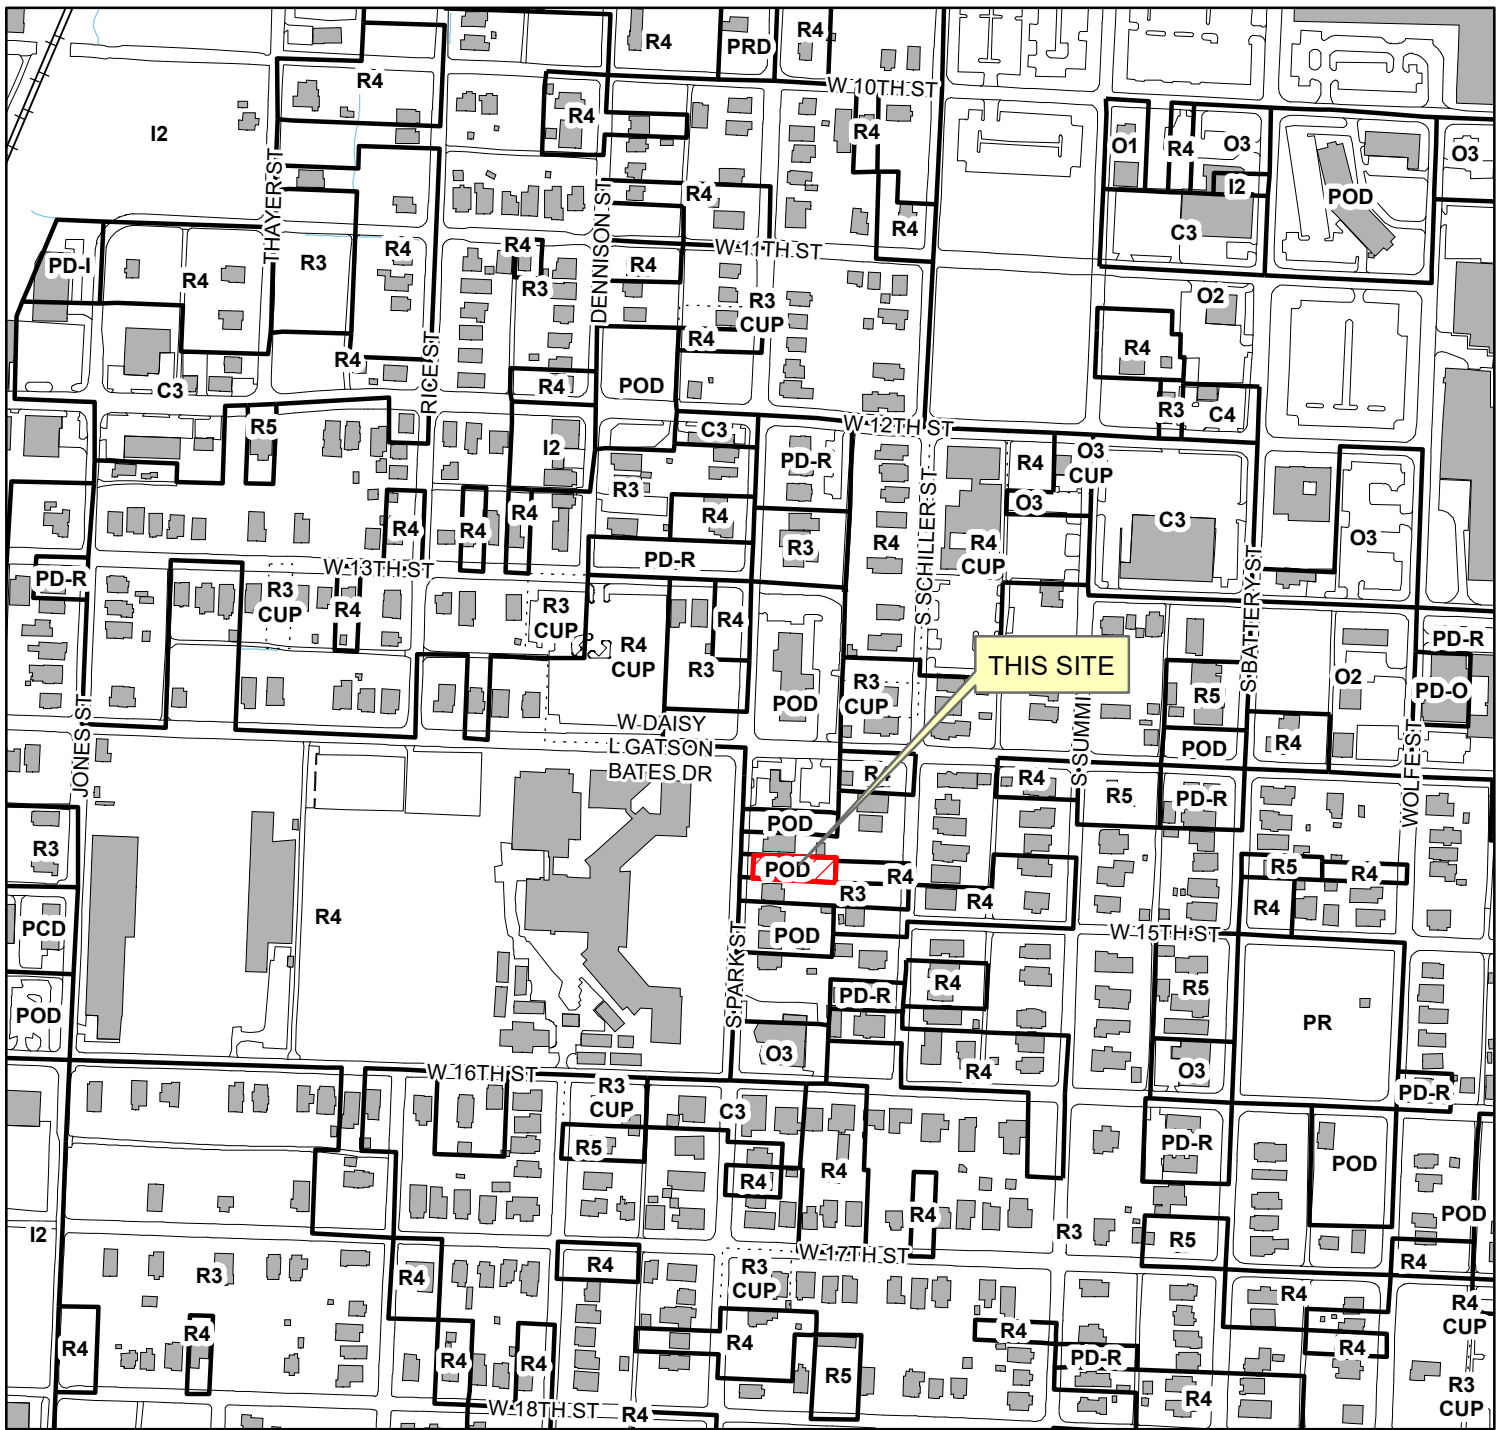 R4
PRD
R4
R4
W 10TH ST
I2
R4
R4
O1
R4
O3
O3
I2
POD
R4
R4
C3
THAYER ST
DENNISON ST
W 11TH ST
PD-I
R4
R3
R4
R4
R3
R4
R3
CUP
O2
R4
R4
RICE ST
R4
C3
R4
POD
R3
C4
R5
I2
C3
W 12TH ST
PD-R
R4
O3
CUP
R3
O3
C3
O3
R4
R4
R4
R4
R3
R4
R4
CUP
S SCHILLER ST
PD-R
W 13TH ST
PD-R
R3
CUP
R4
R3
CUP
R4
CUP
R4
R3
S BATTERY ST
THIS SITE
PD-R
R3
CUP
POD
R5
O2
PD-O
W DAISY
L GATSON
BATES DR
POD
R4
JONES ST
S SUMMI
WOLFE ST
R4
R4
R5
PD-R
POD
R3
POD
R4
R3
R4
R5
R4
R4
PCD
R4
POD
W 15TH ST
S PARK ST
POD
PD-R
R4
R5
PR
O3
R4
O3
W 16TH ST
R3
CUP
C3
PD-R
R5
R4
R4
PD-R
POD
R4
R3
R5
POD
I2
W 17TH ST
R3
R4
R4
R3
CUP
R4
R4
R4
CUP
R4
R4
R4
R4
R4
R4
R5
PD-R
R4
R3
CUP
W 18TH ST
R4
R4